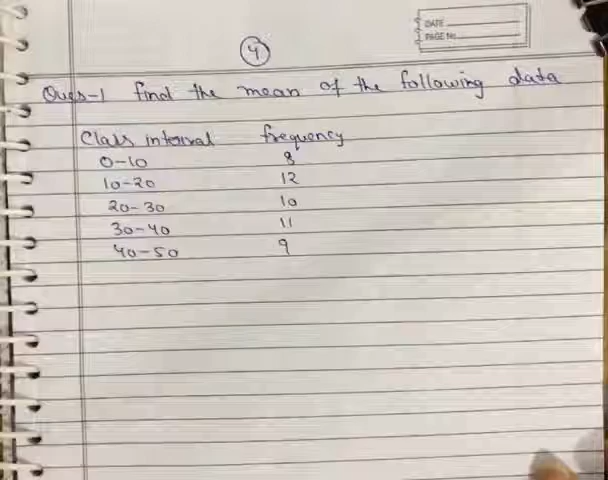 DATE
PAGE No.
4
Ques-1 find the mean of the following data
Class interval frequency
0-10 8
10-20 12
20-30 10
30-40 11
40-50 9